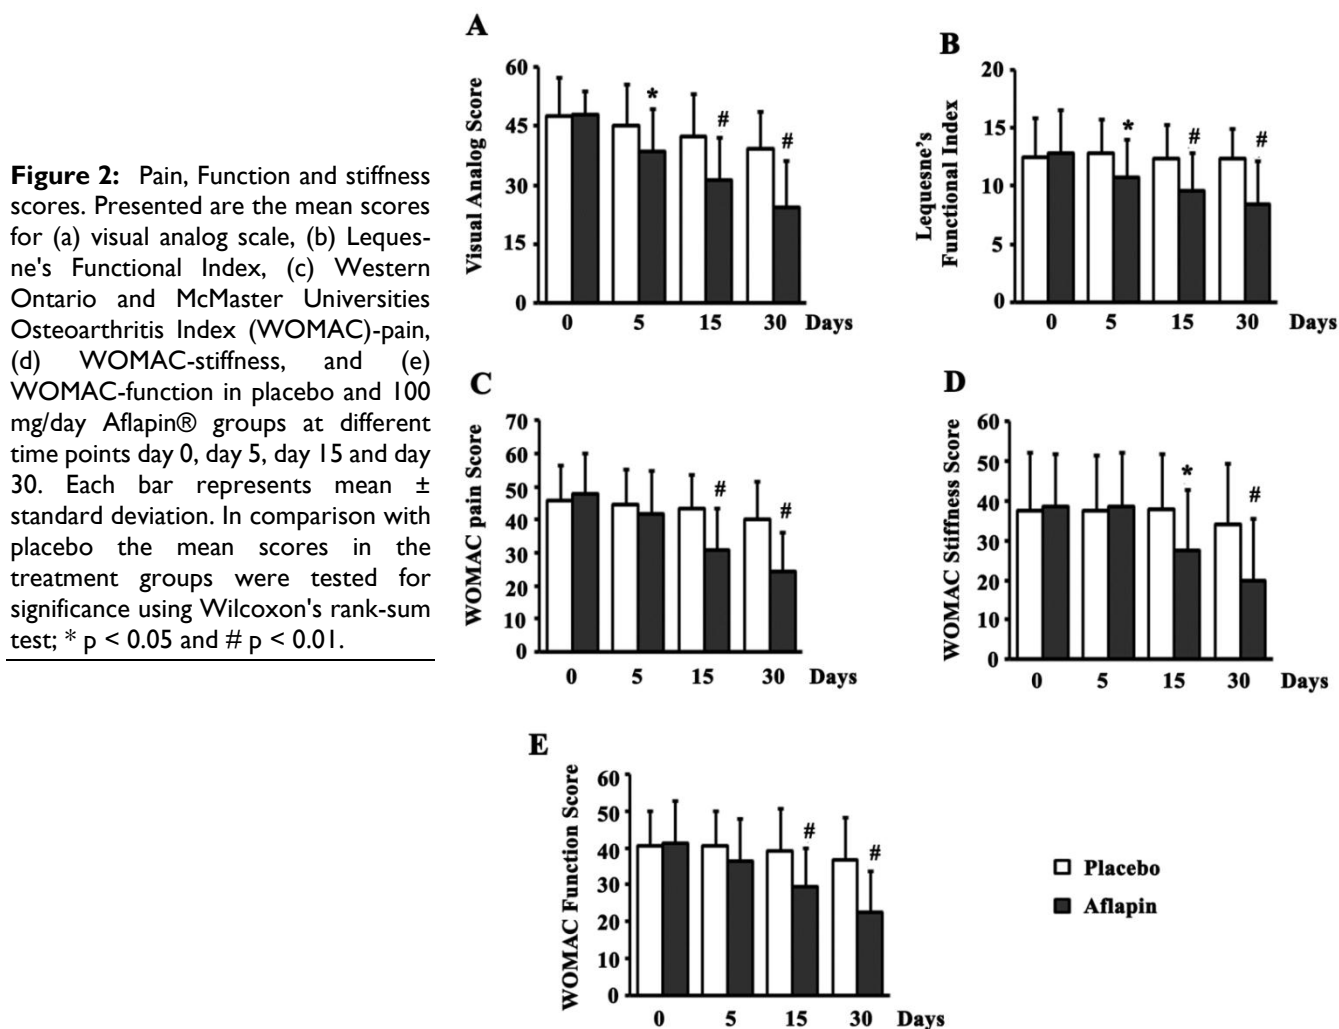 Figure 2: Pain, Function and stiffness
scores. Presented are the mean scores
for (a) visual analog scale, (b) Leques-
ne's Functional Index, (c) Western
Ontario and McMaster Universities
Osteoarthritis Index (WOMAC)-pain,
(d) WOMAC-stiffness, and (e)
WOMAC-function in placebo and 100
mg/day Aflapin® groups at different
time points day 0, day 5, day 15 and day
30. Each bar represents mean ±
standard deviation. In comparison with
placebo the mean scores in the
treatment groups were tested for
significance using Wilcoxon's rank-sum
test; * p < 0.05 and # p < 0.01.
A
Visual Analog Score
60
45
30
15
0
* # #
0 5 15 30 Days
B
Lequesne's
Functional Index
20
15
10
5
0
* # #
0 5 15 30 Days
C
WOMAC pain Score
70
60
50
40
30
20
10
0
# #
0 5 15 30 Days
D
WOMAC Stiffness Score
60
50
40
30
20
10
0
* #
0 5 15 30 Days
E
WOMAC Function Score
60
50
40
30
20
10
0
# #
0 5 15 30 Days
Placebo
Aflapin